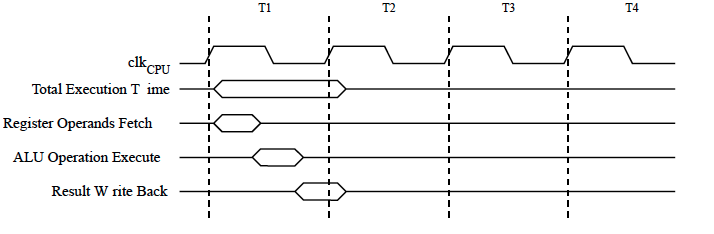 T1 T2 T3 T4
clkCPU
Total Execution T ime
Register Operands Fetch
ALU Operation Execute
Result W rite Back